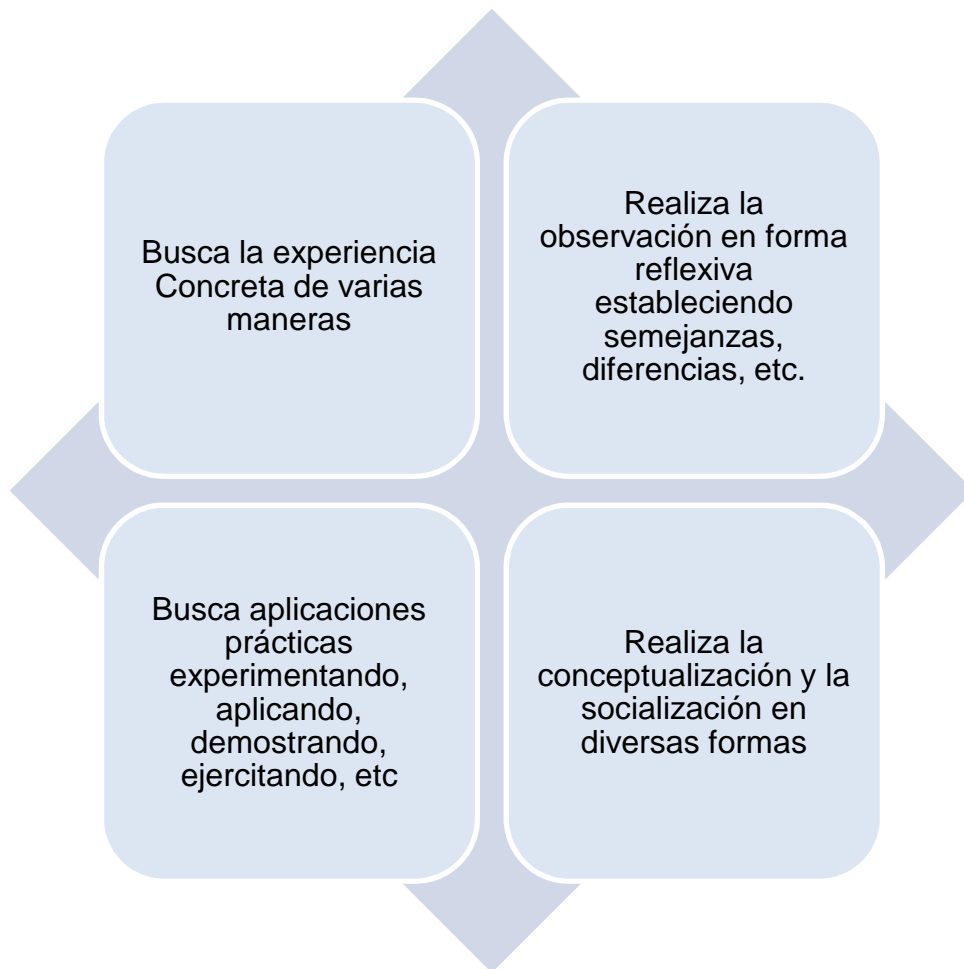 Busca la experiencia
Concreta de varias
maneras
Realiza la
observación en forma
reflexiva
estableciendo
semejanzas,
diferencias, etc.
Busca aplicaciones
prácticas
experimentando,
aplicando,
demostrando,
ejercitando, etc
Realiza la
conceptualización y la
socialización en
diversas formas